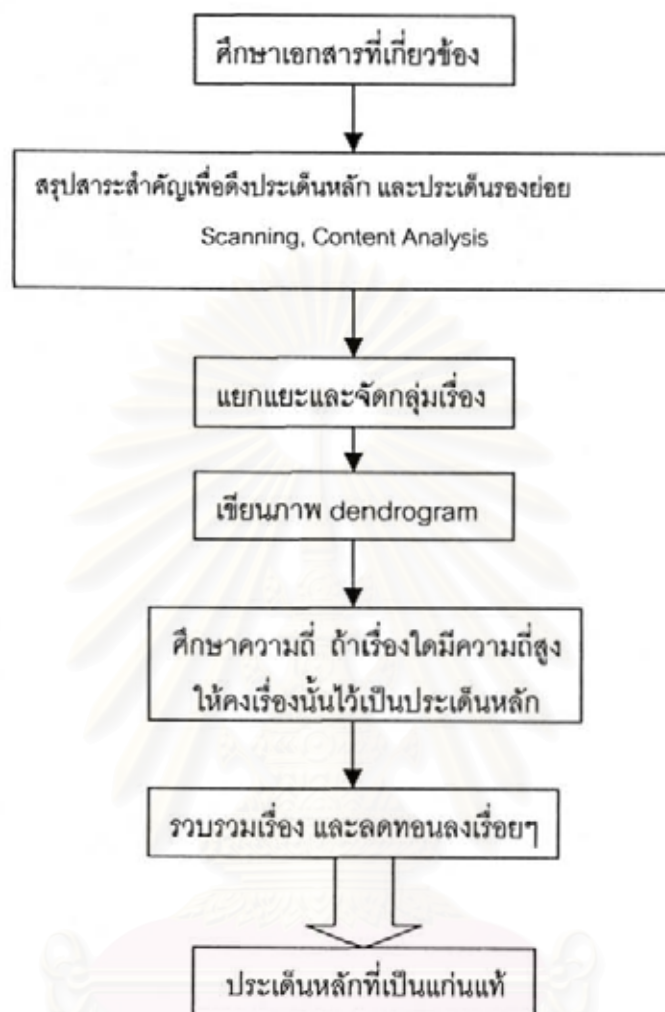 ศึกษาเอกสารที่เกี่ยวข้อง
สรุปสาระสำคัญเพื่อดึงประเด็นหลัก และประเด็นรองย่อย
Scanning, Content Analysis
แยกแยะและจัดกลุ่มเรื่อง
เขียนภาพ dendrogram
ศึกษาความถี่ ถ้าเรื่องใดมีความถี่สูง
ให้คงเรื่องนั้นไว้เป็นประเด็นหลัก
รวบรวมเรื่อง และลดทอนลงเรื่อยๆ
ประเด็นหลักที่เป็นแก่นแท้